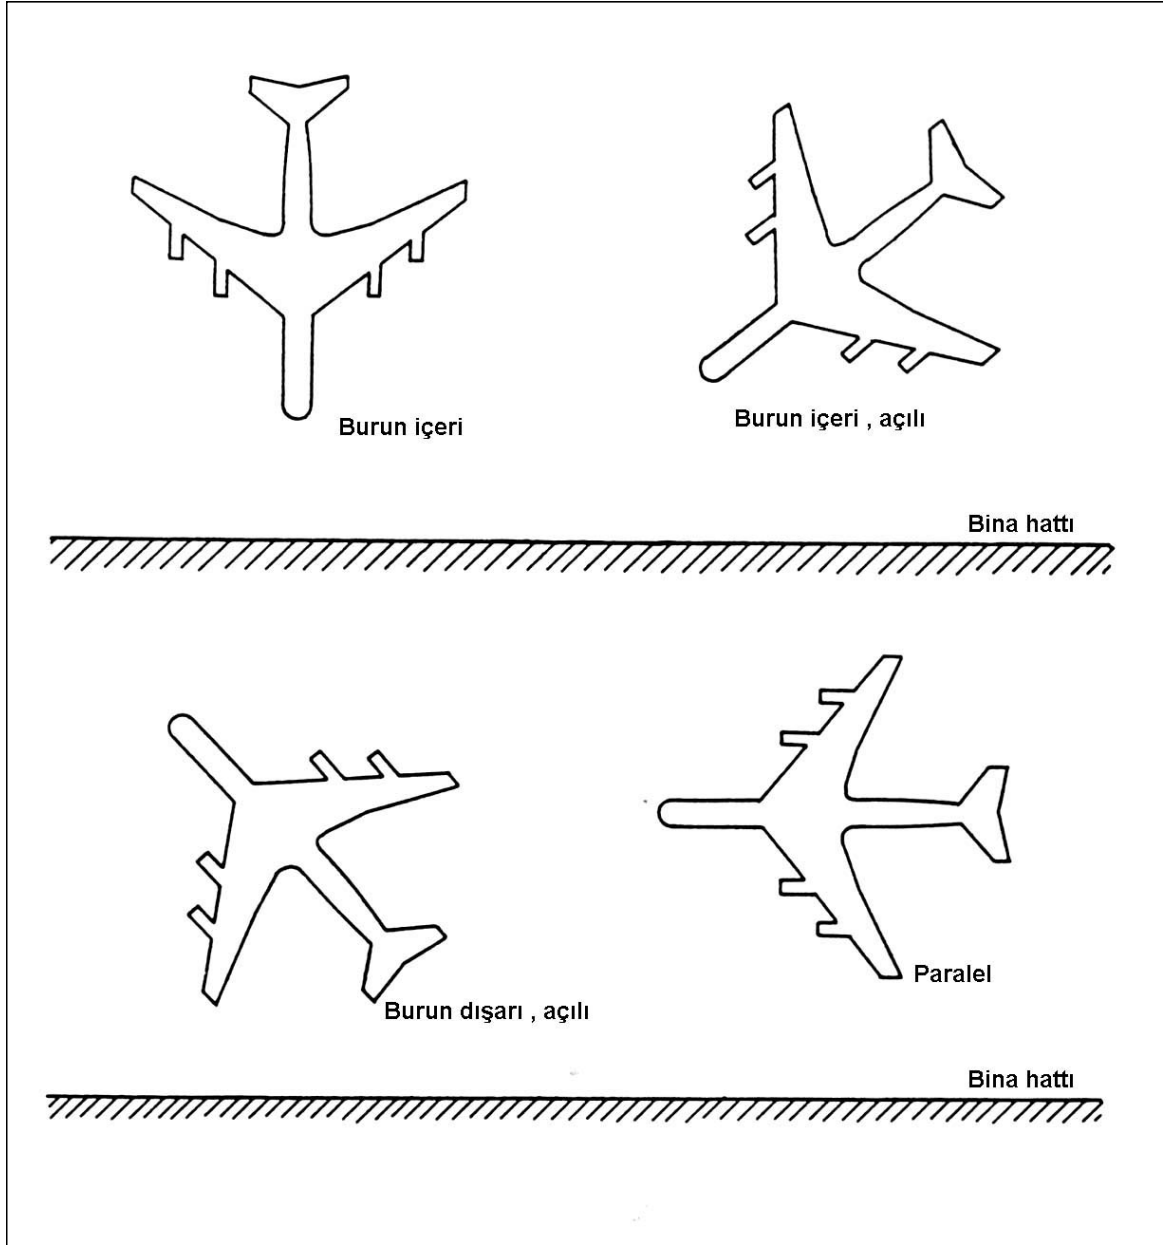 Burun içeri
Burun içeri , açılı
Bina hattı
Burun dışarı , açılı
Paralel
Bina hattı